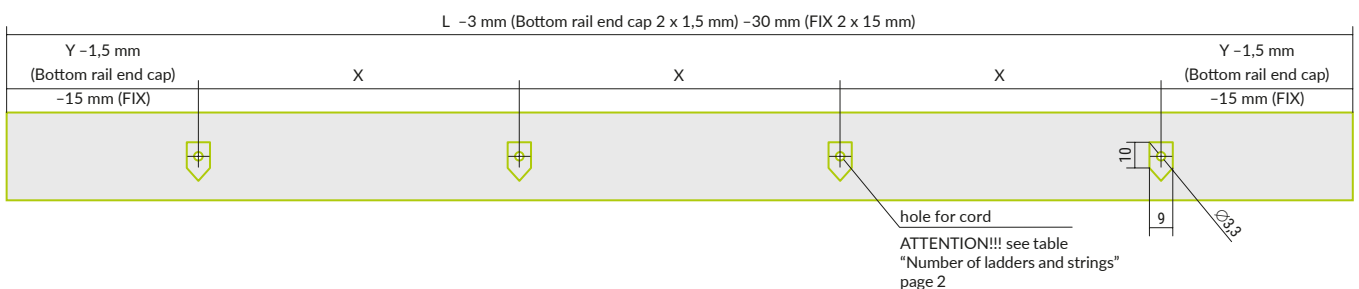 L –3 mm (Bottom rail end cap 2 x 1,5 mm) –30 mm (FIX 2 x 15 mm)
Y –1,5 mm
(Bottom rail end cap)
–15 mm (FIX)
X
X
X
Y –1,5 mm
(Bottom rail end cap)
–15 mm (FIX)
10
9
Ø3,3
hole for cord
ATTENTION!!! see table
“Number of ladders and strings”
page 2